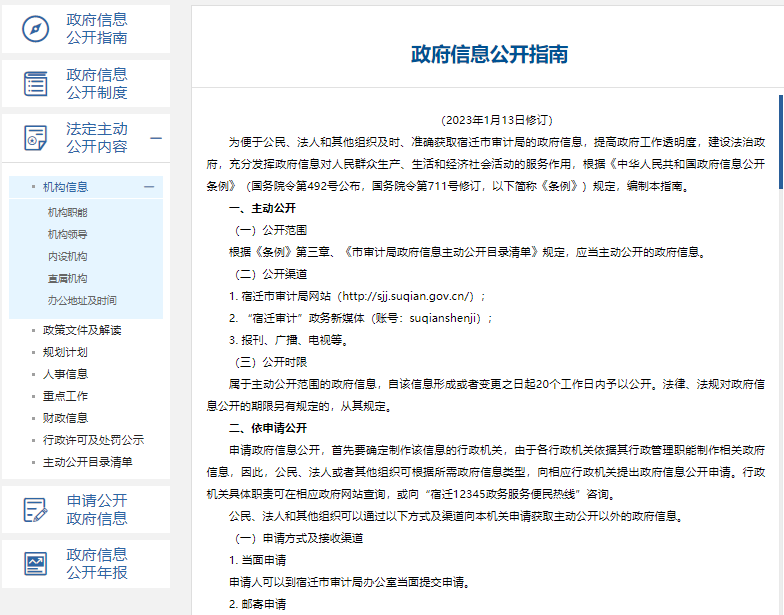 政府信息
公开指南
政府信息
公开制度
法定主动
公开内容
机构信息
机构职能
机构领导
内设机构
直属机构
办公地址及时间
政策文件及解读
规划计划
人事信息
重点工作
财政信息
行政许可及处罚公示
主动公开目录清单
申请公开
政府信息
政府信息
公开年报
政府信息公开指南
（2023年1月13日修订）
为便于公民、法人和其他组织及时、准确获取宿迁市审计局的政府信息，提高政府工作透明度，建设法治政
府，充分发挥政府信息对人民群众生产、生活和经济社会活动的服务作用，根据《中华人民共和国政府信息公开
条例》（国务院令第492号公布，国务院令第711号修订，以下简称《条例》）规定，编制本指南。
一、主动公开
（一）公开范围
根据《条例》第三章、《市审计局政府信息主动公开目录清单》规定，应当主动公开的政府信息。
（二）公开渠道
1. 宿迁市审计局网站（http://sjj.suqian.gov.cn/）；
2. “宿迁审计”政务新媒体（账号：suqianshenji）；
3. 报刊、广播、电视等。
（三）公开时限
属于主动公开范围的政府信息，自该信息形成或者变更之日起20个工作日内予以公开。法律、法规对政府信
息公开的期限另有规定的，从其规定。
二、依申请公开
申请政府信息公开，首先要确定制作该信息的行政机关，由于各行政机关依据其行政管理职能制作相关政府
信息，因此，公民、法人或者其他组织可根据所需政府信息类型，向相应行政机关提出政府信息公开申请。行政
机关具体职责可在相应政府网站查询，或向“宿迁12345政务服务便民热线”咨询。
公民、法人和其他组织可以通过以下方式及渠道向本机关申请获取主动公开以外的政府信息。
（一）申请方式及接收渠道
1. 当面申请
申请人可以到宿迁市审计局办公室当面提交申请。
2. 邮寄申请